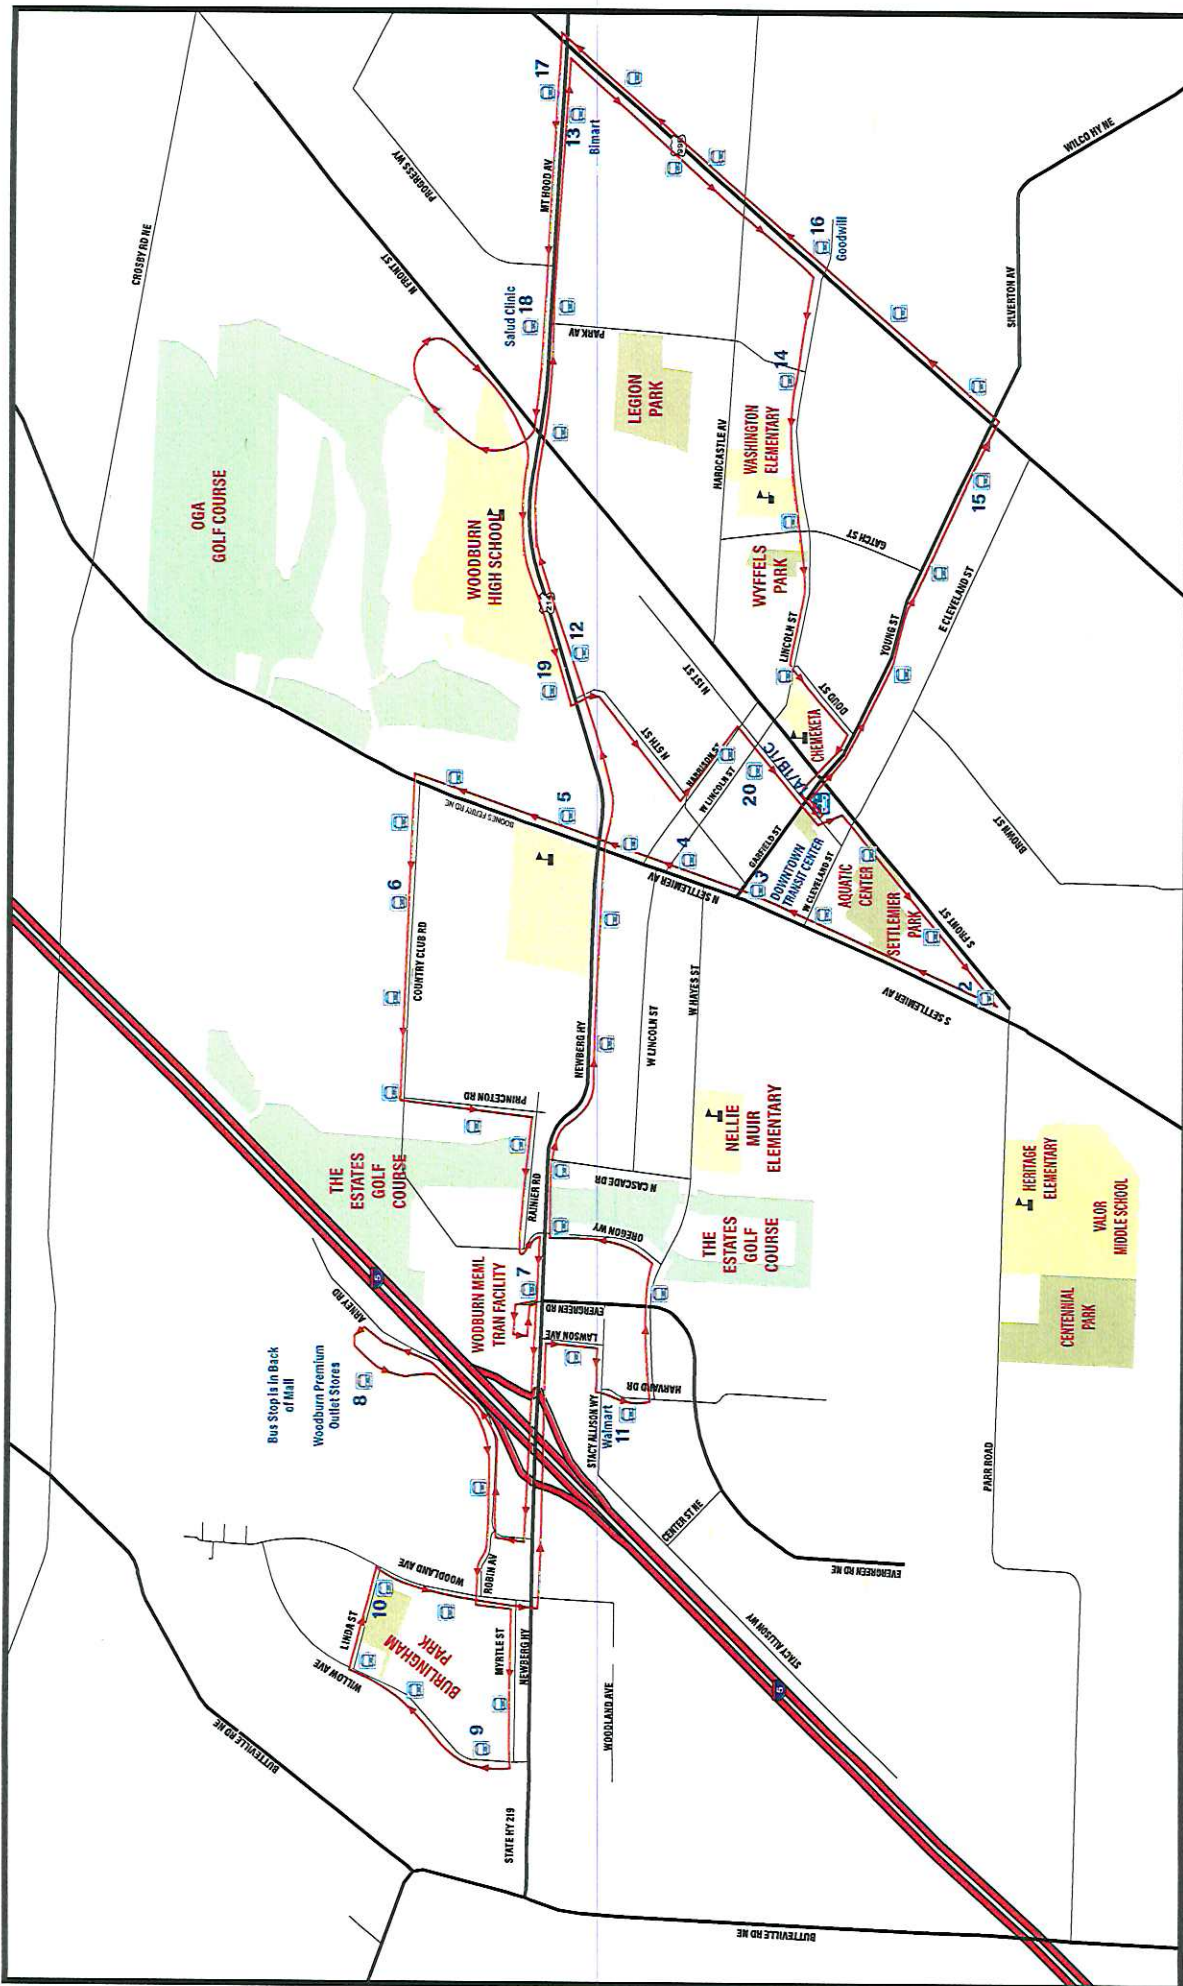 CROSBY RD NE
PROGRESS WY
N FRONT ST
OGA
GOLF COURSE
17
13
Bimart
MT HOOD AV
Salud Clinic
18
PARK AV
WOODBURN
HIGH SCHOOL
LEGION
PARK
99E
16
Goodwill
WILCO HY NE
SILVERTON AV
HARDCASTLE AV
14
WASHINGTON
ELEMENTARY
GATCH ST
15
WYFFELS
PARK
LINCOLN ST
YOUNG ST
E CLEVELAND ST
214
12
19
N 1ST ST
N 5TH ST
HARRISON ST
W LINCOLN ST
20
DOUD ST
CHEMEKETA
1A/1B/1C
GARFIELD ST
DOWNTOWN
TRANSIT CENTER
W CLEVELAND ST
BROWN ST
BOONES FERRY RD NE
5
4
3
N SETTLEMIER AV
AQUATIC
CENTER
SETTLEMIER
PARK
S FRONT ST
2
S SETTLEMIER AV
6
COUNTRY CLUB RD
PRINCETON RD
NEWBERG HY
W LINCOLN ST
W HAYES ST
NELLIE
MUIR
ELEMENTARY
THE
ESTATES
GOLF
COURSE
RAINIER RD
N CASCADE DR
OREGON WY
THE
ESTATES
GOLF
COURSE
HERITAGE
ELEMENTARY
VALOR
MIDDLE SCHOOL
CENTENNIAL
PARK
5
ARNEY RD
WODBURN MEML
TRAN FACILITY
7
EVERGREEN RD
LAWSON AVE
HARVARD DR
Bus Stop is in Back
of Mall
Woodburn Premium
Outlet Stores
8
STACY ALLISON WY
Walmart
11
CENTER ST NE
EVERGREEN RD NE
PARR ROAD
WOODLAND AVE
ROBIN AV
LINDA ST
10
BURLINGHAM
PARK
WILLOW AVE
MYRTLE ST
NEWBERG HY
9
WOODLAND AVE
STACY ALLISON WY
5
BUTTEVILLE RD NE
STATE HY 219
BUTTEVILLE RD NE